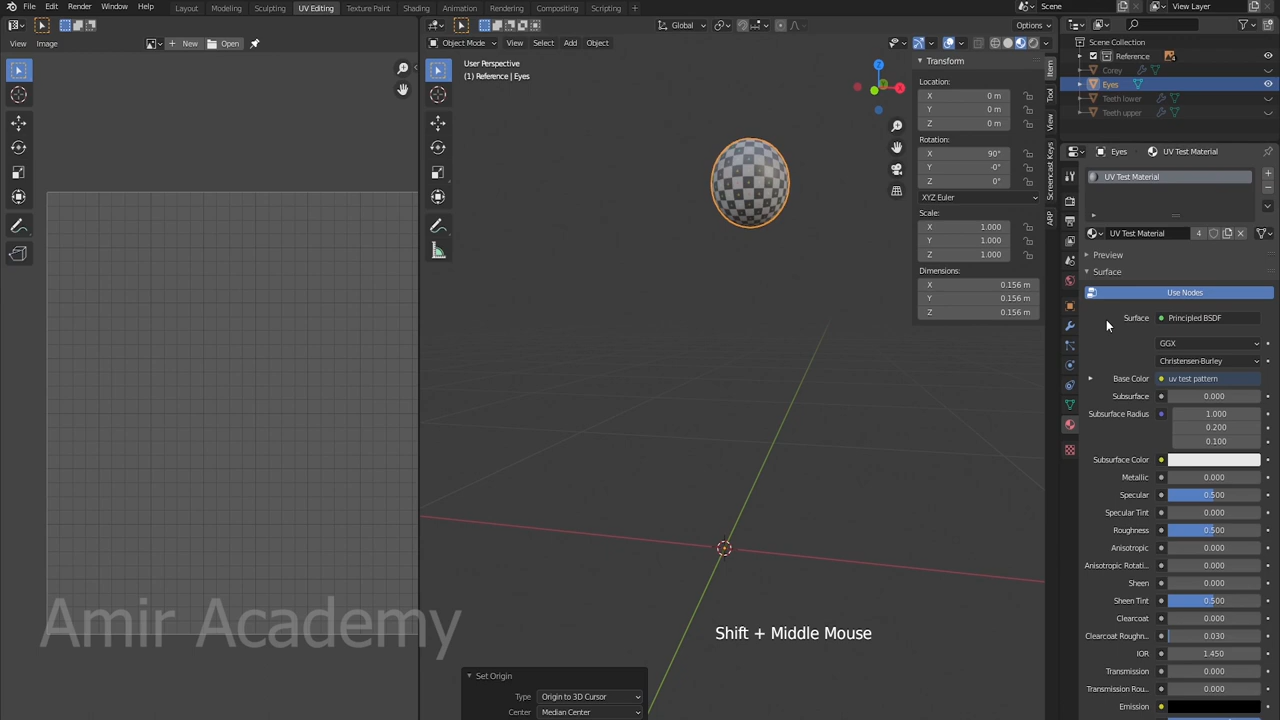 File Edit Render Window Help
Layout Modeling Sculpting UV Editing Texture Paint Shading Animation Rendering Compositing Scripting +
Scene
View Layer
Global
Options
View Image
New Open
Object Mode View Select Add Object
User Perspective
(1) Reference | Eyes
Transform
Location:
X 0 m
Y 0 m
Z 0 m
Rotation:
X 90°
Y -0°
Z 0°
XYZ Euler
Scale:
X 1.000
Y 1.000
Z 1.000
Dimensions:
X 0.156 m
Y 0.156 m
Z 0.156 m
Item
Tool
View
Screencast Keys
ARP
Z
X
Scene Collection
Reference
Corey
Eyes
Teeth lower
Teeth upper
Eyes UV Test Material
UV Test Material
UV Test Material 4
Preview
Surface
Use Nodes
Surface Principled BSDF
GGX
Christensen-Burley
Base Color uv test pattern
Subsurface 0.000
Subsurface Radius 1.000
0.200
0.100
Subsurface Color
Metallic 0.000
Specular 0.500
Specular Tint 0.000
Roughness 0.500
Anisotropic 0.000
Anisotropic Rotati... 0.000
Sheen 0.000
Sheen Tint 0.500
Clearcoat 0.000
Clearcoat Roughn... 0.030
IOR 1.450
Transmission 0.000
Transmission Rou... 0.000
Emission
Amir Academy
Shift + Middle Mouse
Set Origin
Type Origin to 3D Cursor
Center Median Center